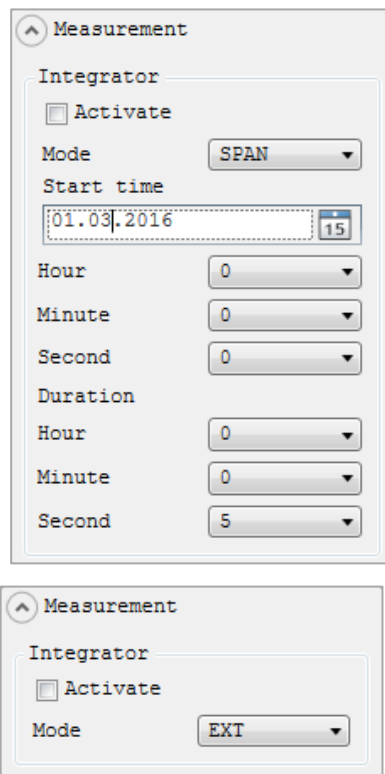 Measurement
Integrator
Activate
Mode SPAN
Start time
01.03.2016 15
Hour 0
Minute 0
Second 0
Duration
Hour 0
Minute 0
Second 5
Measurement
Integrator
Activate
Mode EXT